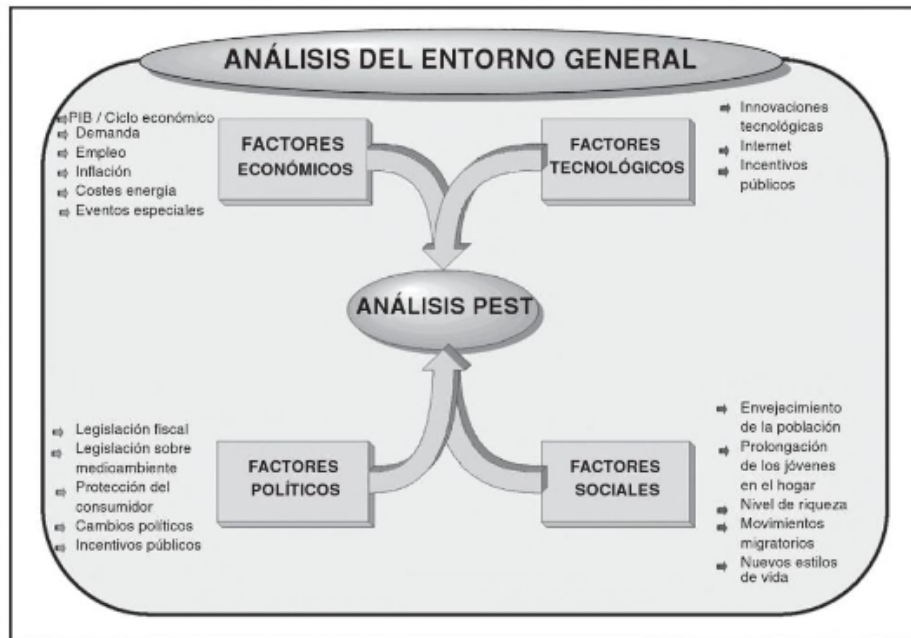 ANÁLISIS DEL ENTORNO GENERAL
PIB / Ciclo económico
Demanda
Empleo
Inflación
Costes energía
Eventos especiales
FACTORES
ECONÓMICOS
FACTORES
TECNOLÓGICOS
Innovaciones
tecnológicas
Internet
Incentivos
públicos
ANÁLISIS PEST
Legislación fiscal
Legislación sobre
medioambiente
Protección del
consumidor
Cambios políticos
Incentivos públicos
FACTORES
POLÍTICOS
FACTORES
SOCIALES
Envejecimiento
de la población
Prolongación
de los jóvenes
en el hogar
Nivel de riqueza
Movimientos
migratorios
Nuevos estilos
de vida